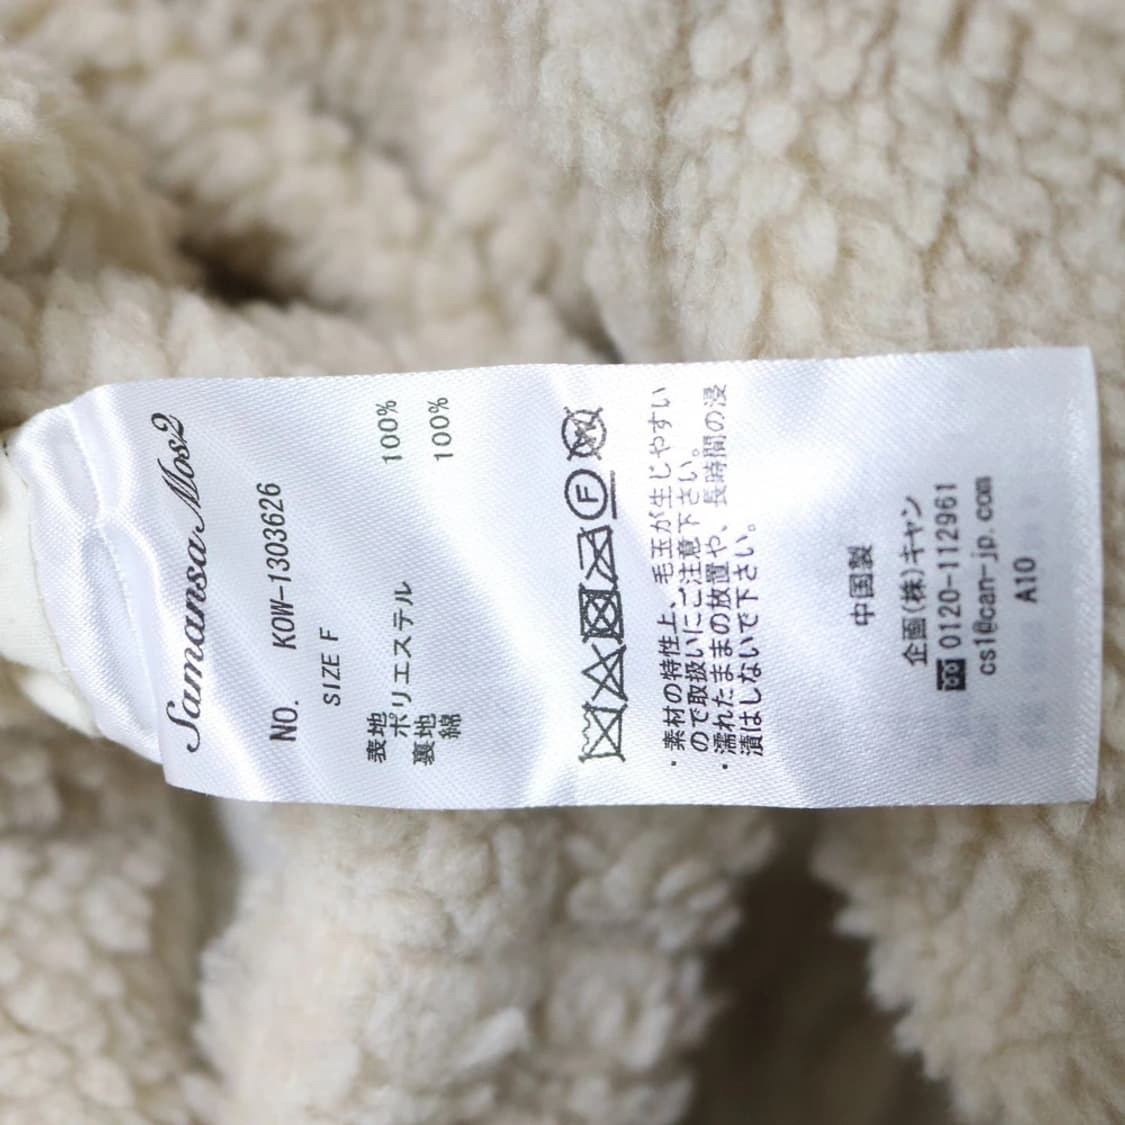 Samansa Mos2
NO. KOW-1303626
SIZE F
表地
ポリエステル 100%
裏地
綿 100%
F
W
・素材の特性上、毛玉が生じやすい
ので取扱いにご注意下さい。
・濡れたままの放置や、長時間の浸
漬はしないで下さい。
中国製
企画(株)キャン
0120-112961
cs1@can-jp.com
A10